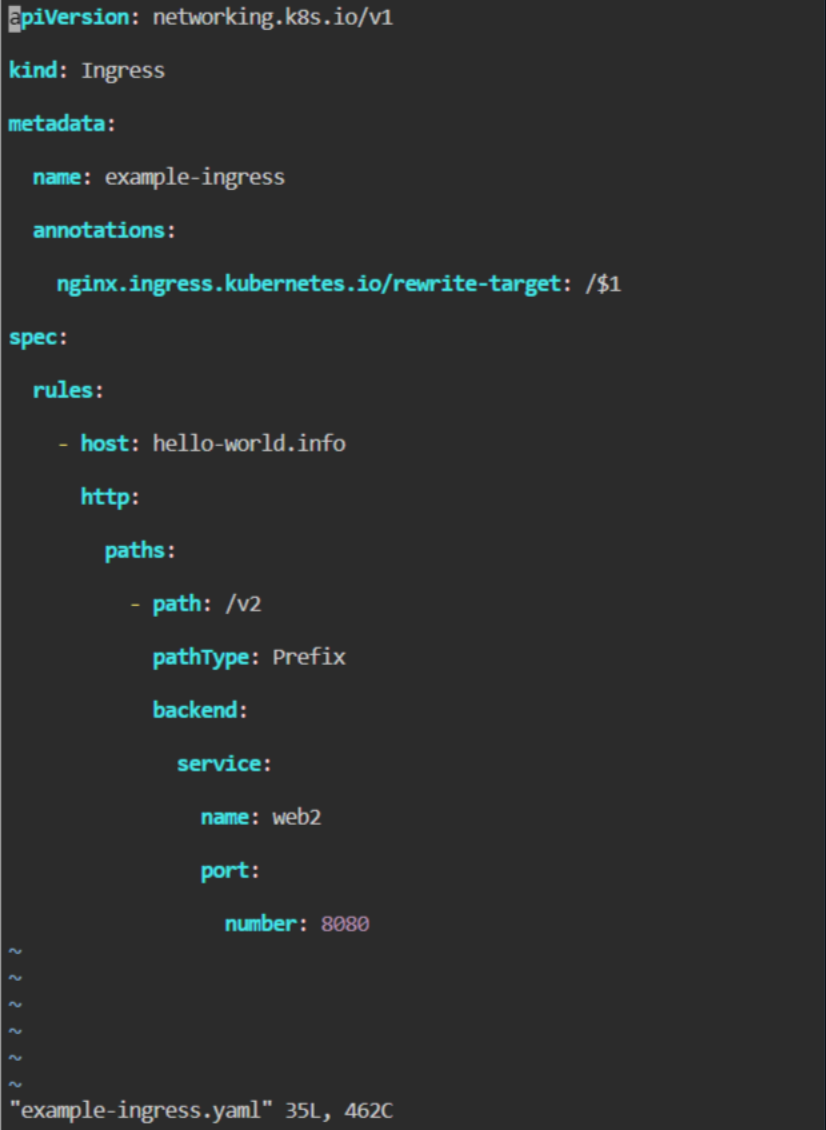 apiVersion: networking.k8s.io/v1
kind: Ingress
metadata:
  name: example-ingress
  annotations:
    nginx.ingress.kubernetes.io/rewrite-target: /$1
spec:
  rules:
    - host: hello-world.info
      http:
        paths:
          - path: /v2
            pathType: Prefix
            backend:
              service:
                name: web2
                port:
                  number: 8080
~
~
~
~
~
~
"example-ingress.yaml" 35L, 462C